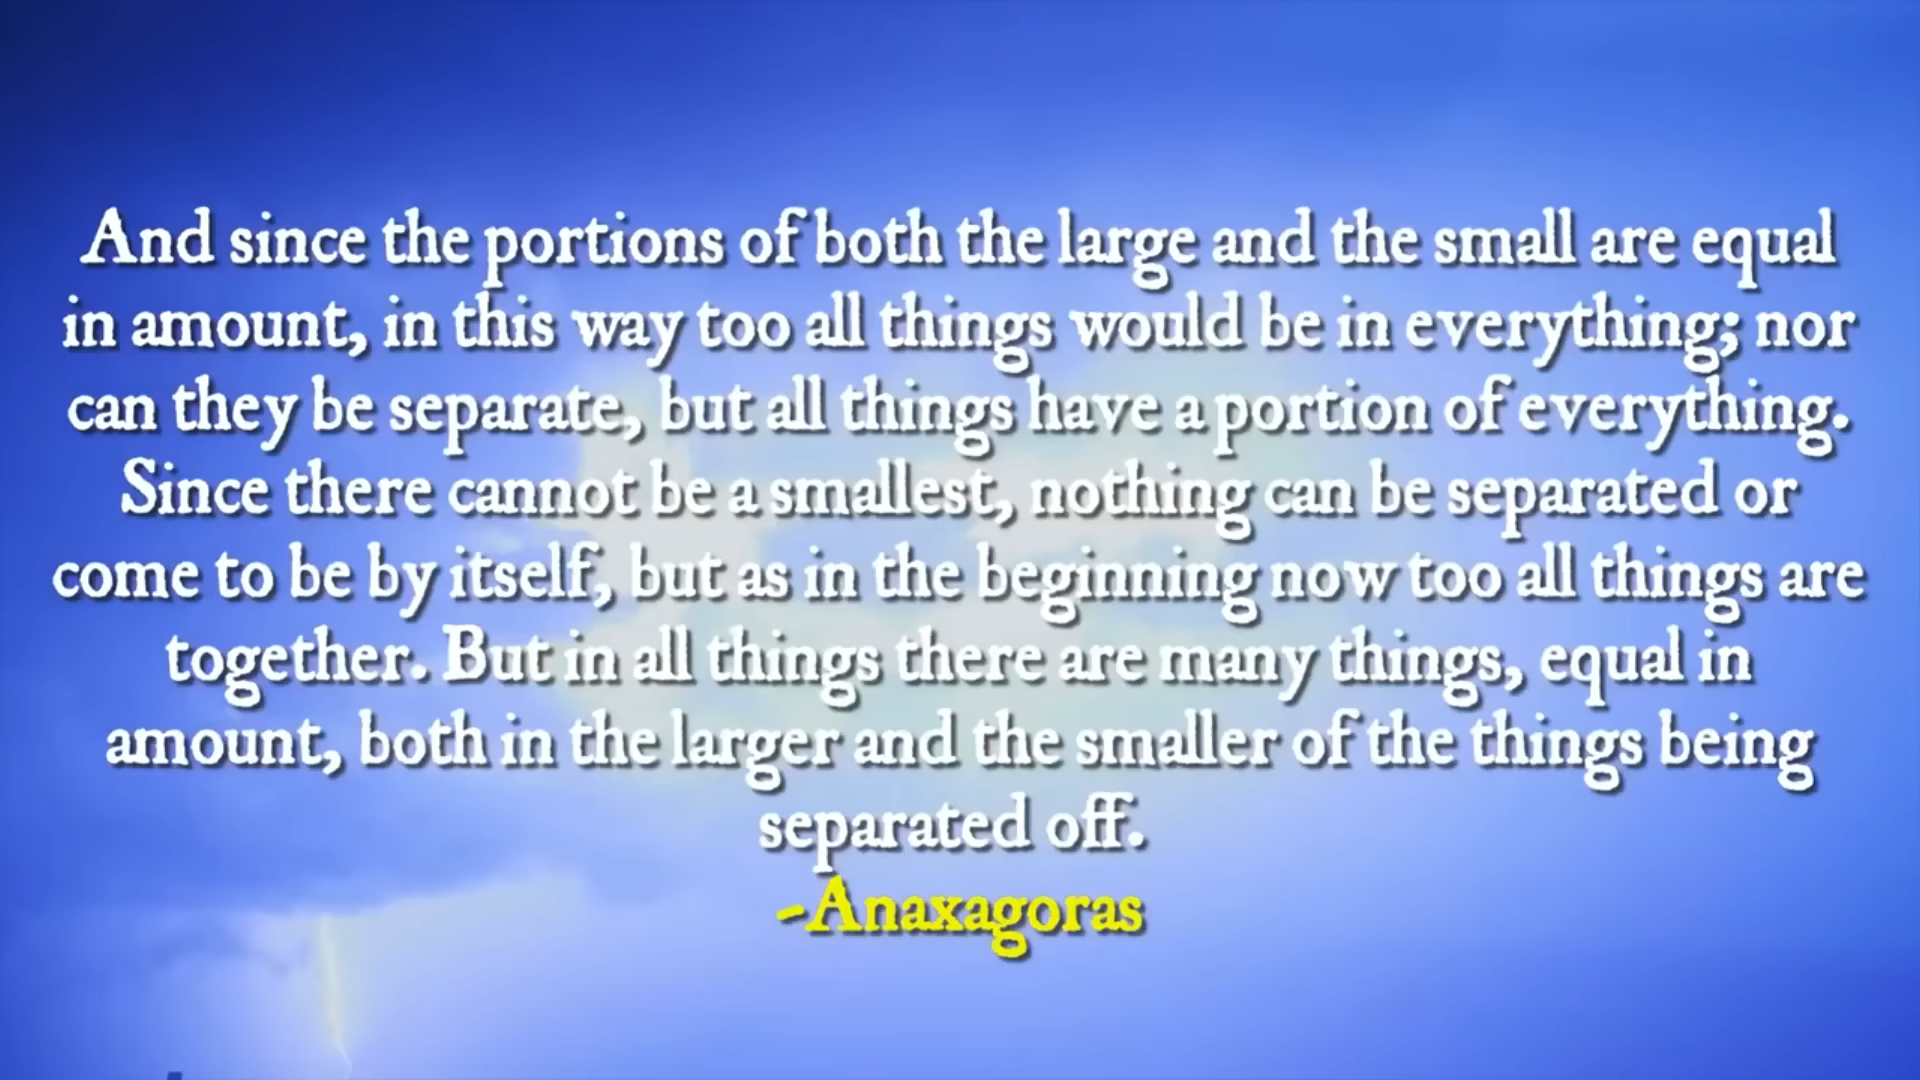 And since the portions of both the large and the small are equal
in amount, in this way too all things would be in everything; nor
can they be separate, but all things have a portion of everything.
Since there cannot be a smallest, nothing can be separated or
come to be by itself, but as in the beginning now too all things are
together. But in all things there are many things, equal in
amount, both in the larger and the smaller of the things being
separated off.
-Anaxagoras